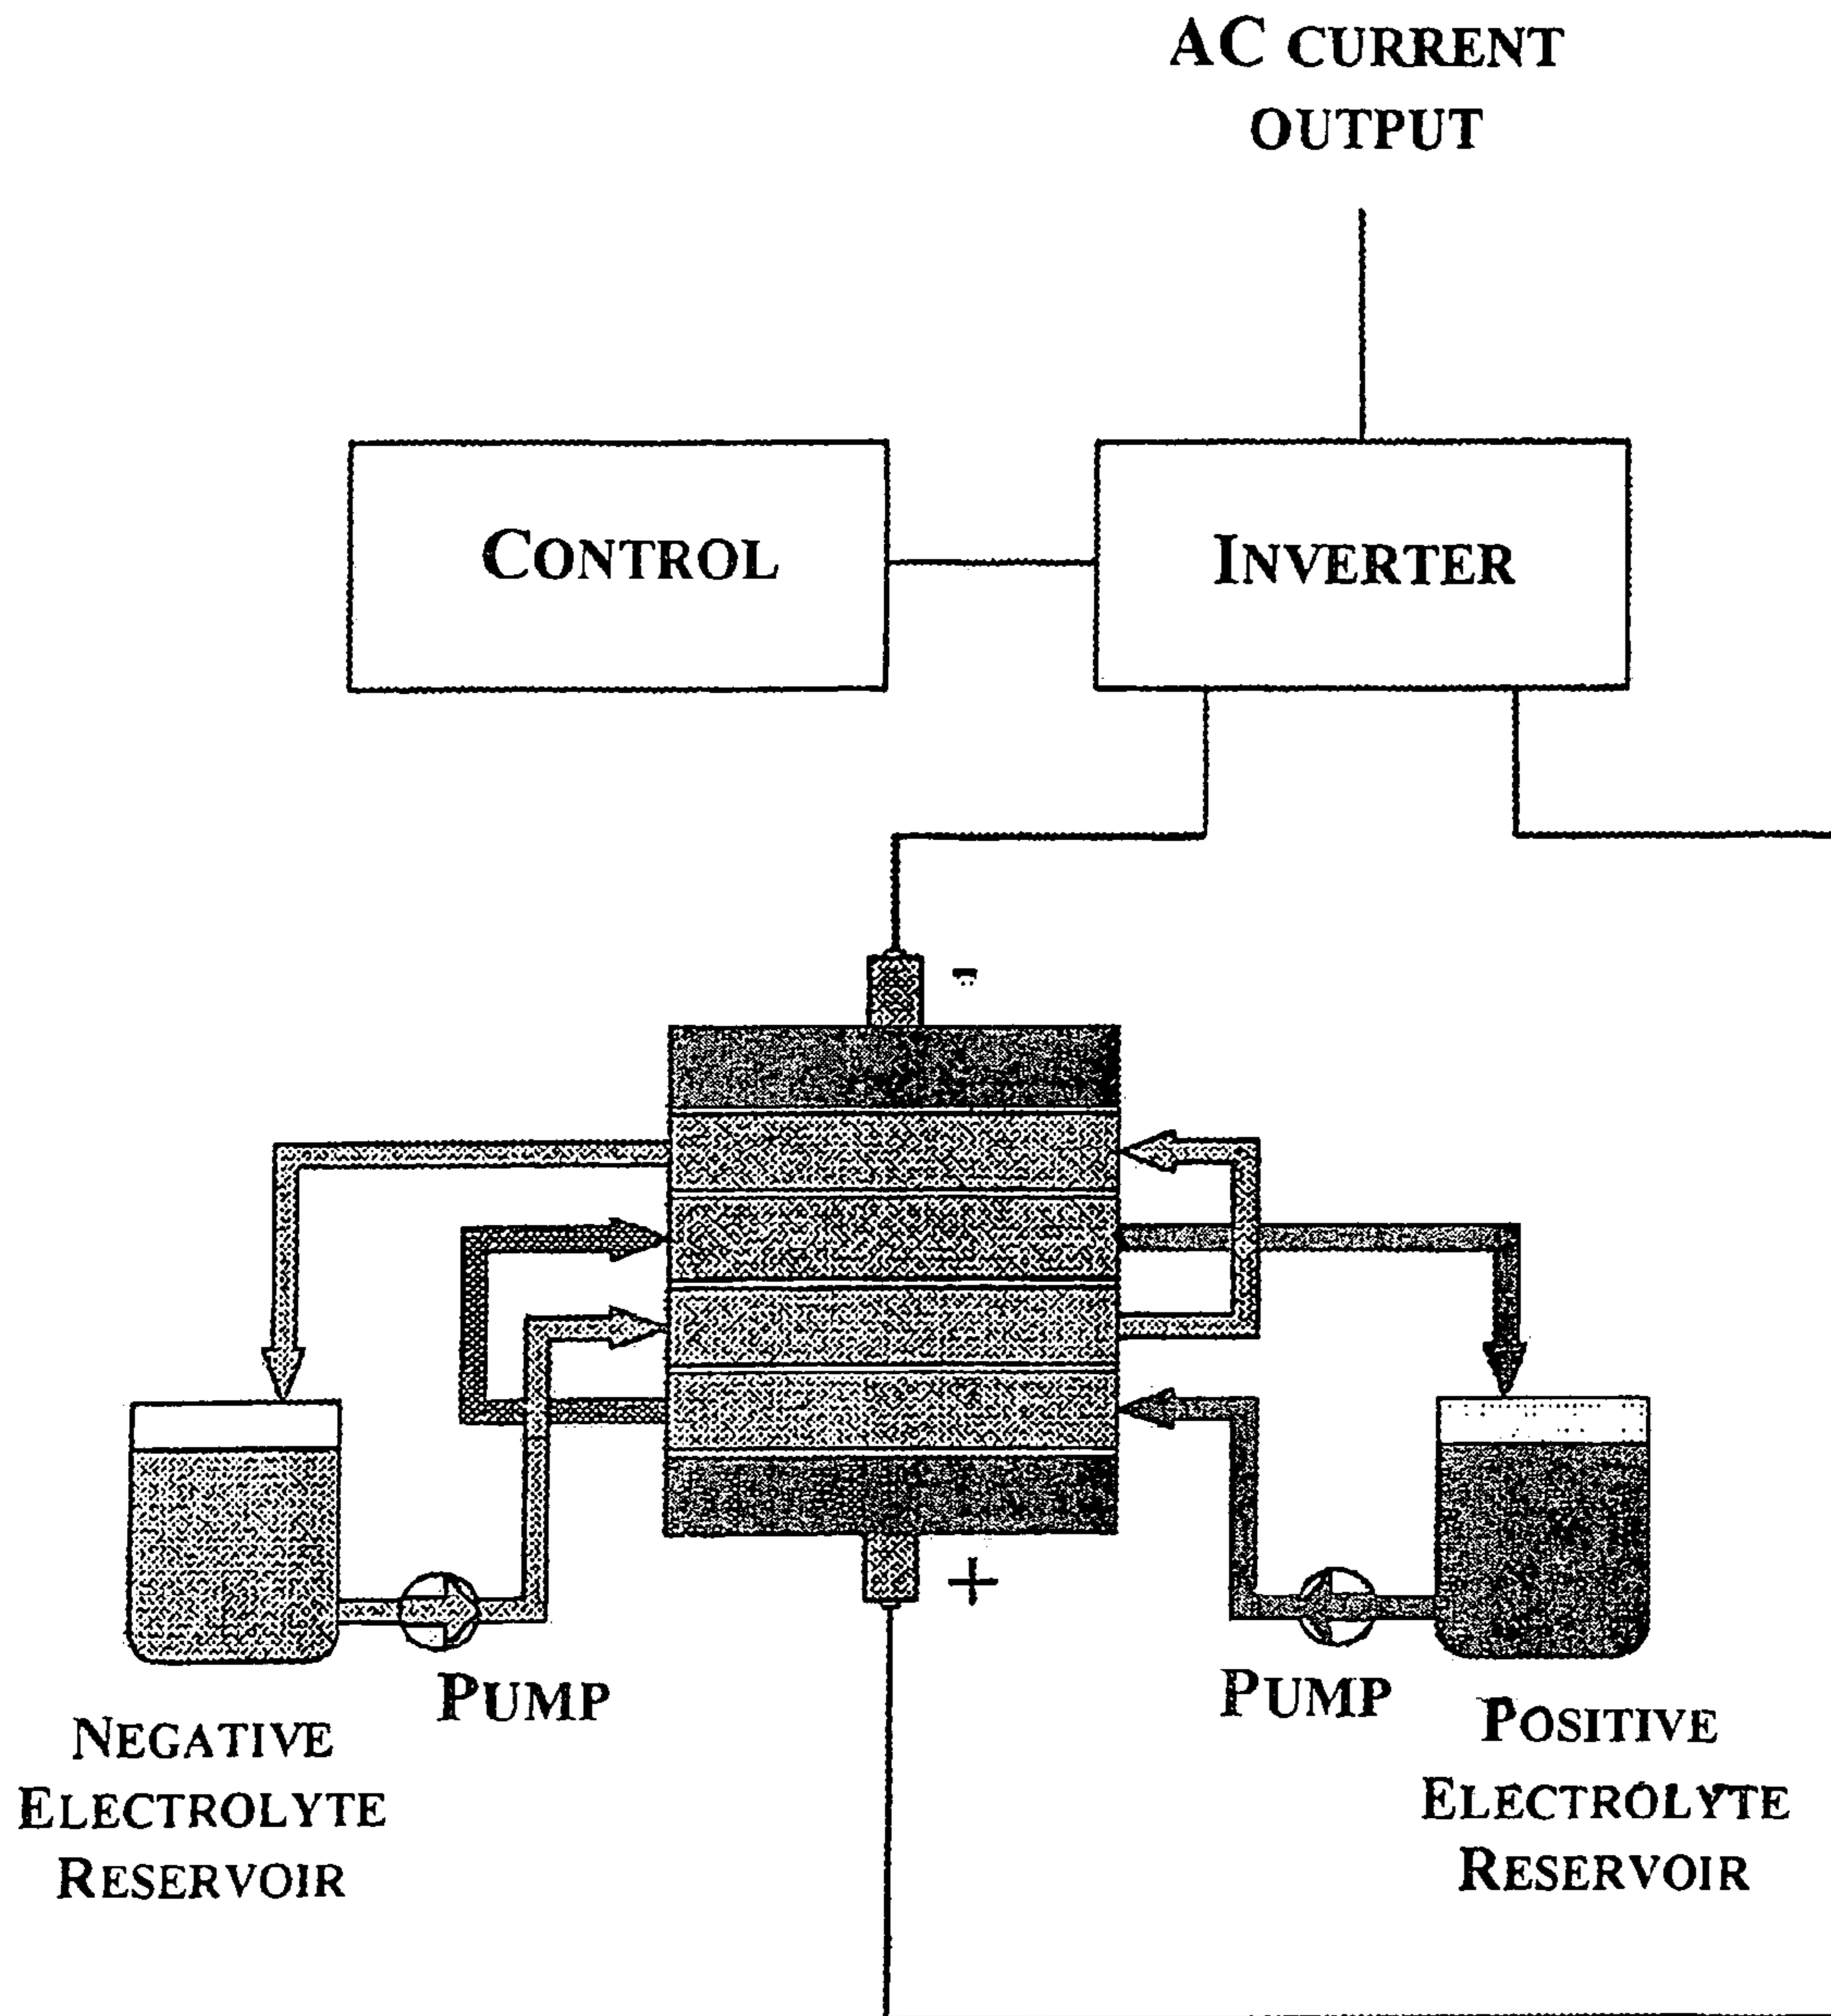 AC CURRENT
OUTPUT
CONTROL
INVERTER
-
+
PUMP
PUMP
NEGATIVE
ELECTROLYTE
RESERVOIR
POSITIVE
ELECTROLYTE
RESERVOIR